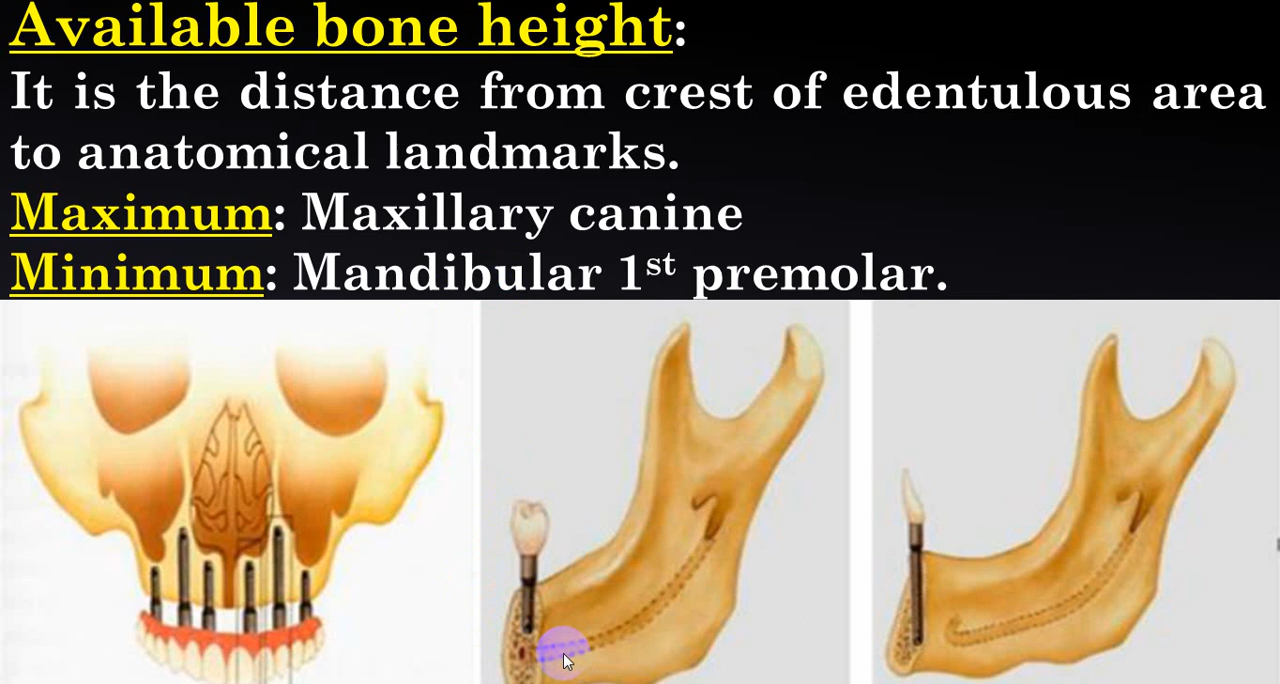 Available bone height:
It is the distance from crest of edentulous area
to anatomical landmarks.
Maximum: Maxillary canine
Minimum: Mandibular 1st premolar.